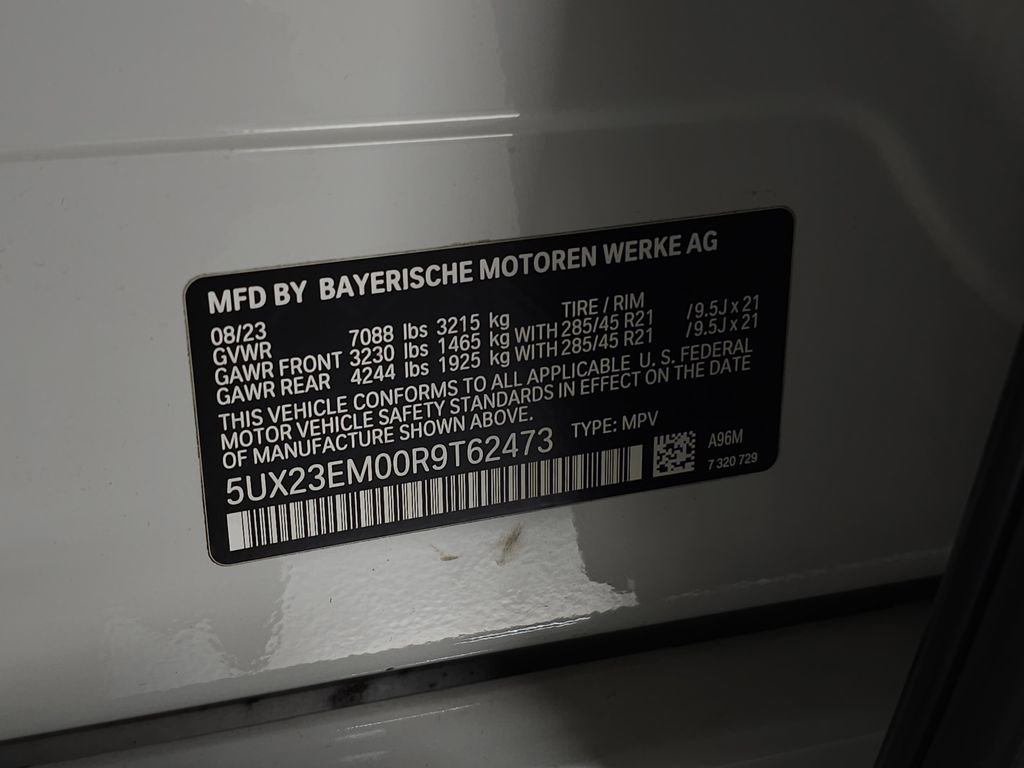 MFD BY BAYERISCHE MOTOREN WERKE AG
08/23 TIRE / RIM
GVWR 7088 lbs 3215 kg
GAWR FRONT 3230 lbs 1465 kg WITH 285/45 R21 /9.5J x 21
GAWR REAR 4244 lbs 1925 kg WITH 285/45 R21 /9.5J x 21
THIS VEHICLE CONFORMS TO ALL APPLICABLE U. S. FEDERAL
MOTOR VEHICLE SAFETY STANDARDS IN EFFECT ON THE DATE
OF MANUFACTURE SHOWN ABOVE.
TYPE: MPV
5UX23EM00R9T62473
A96M
7 320 729